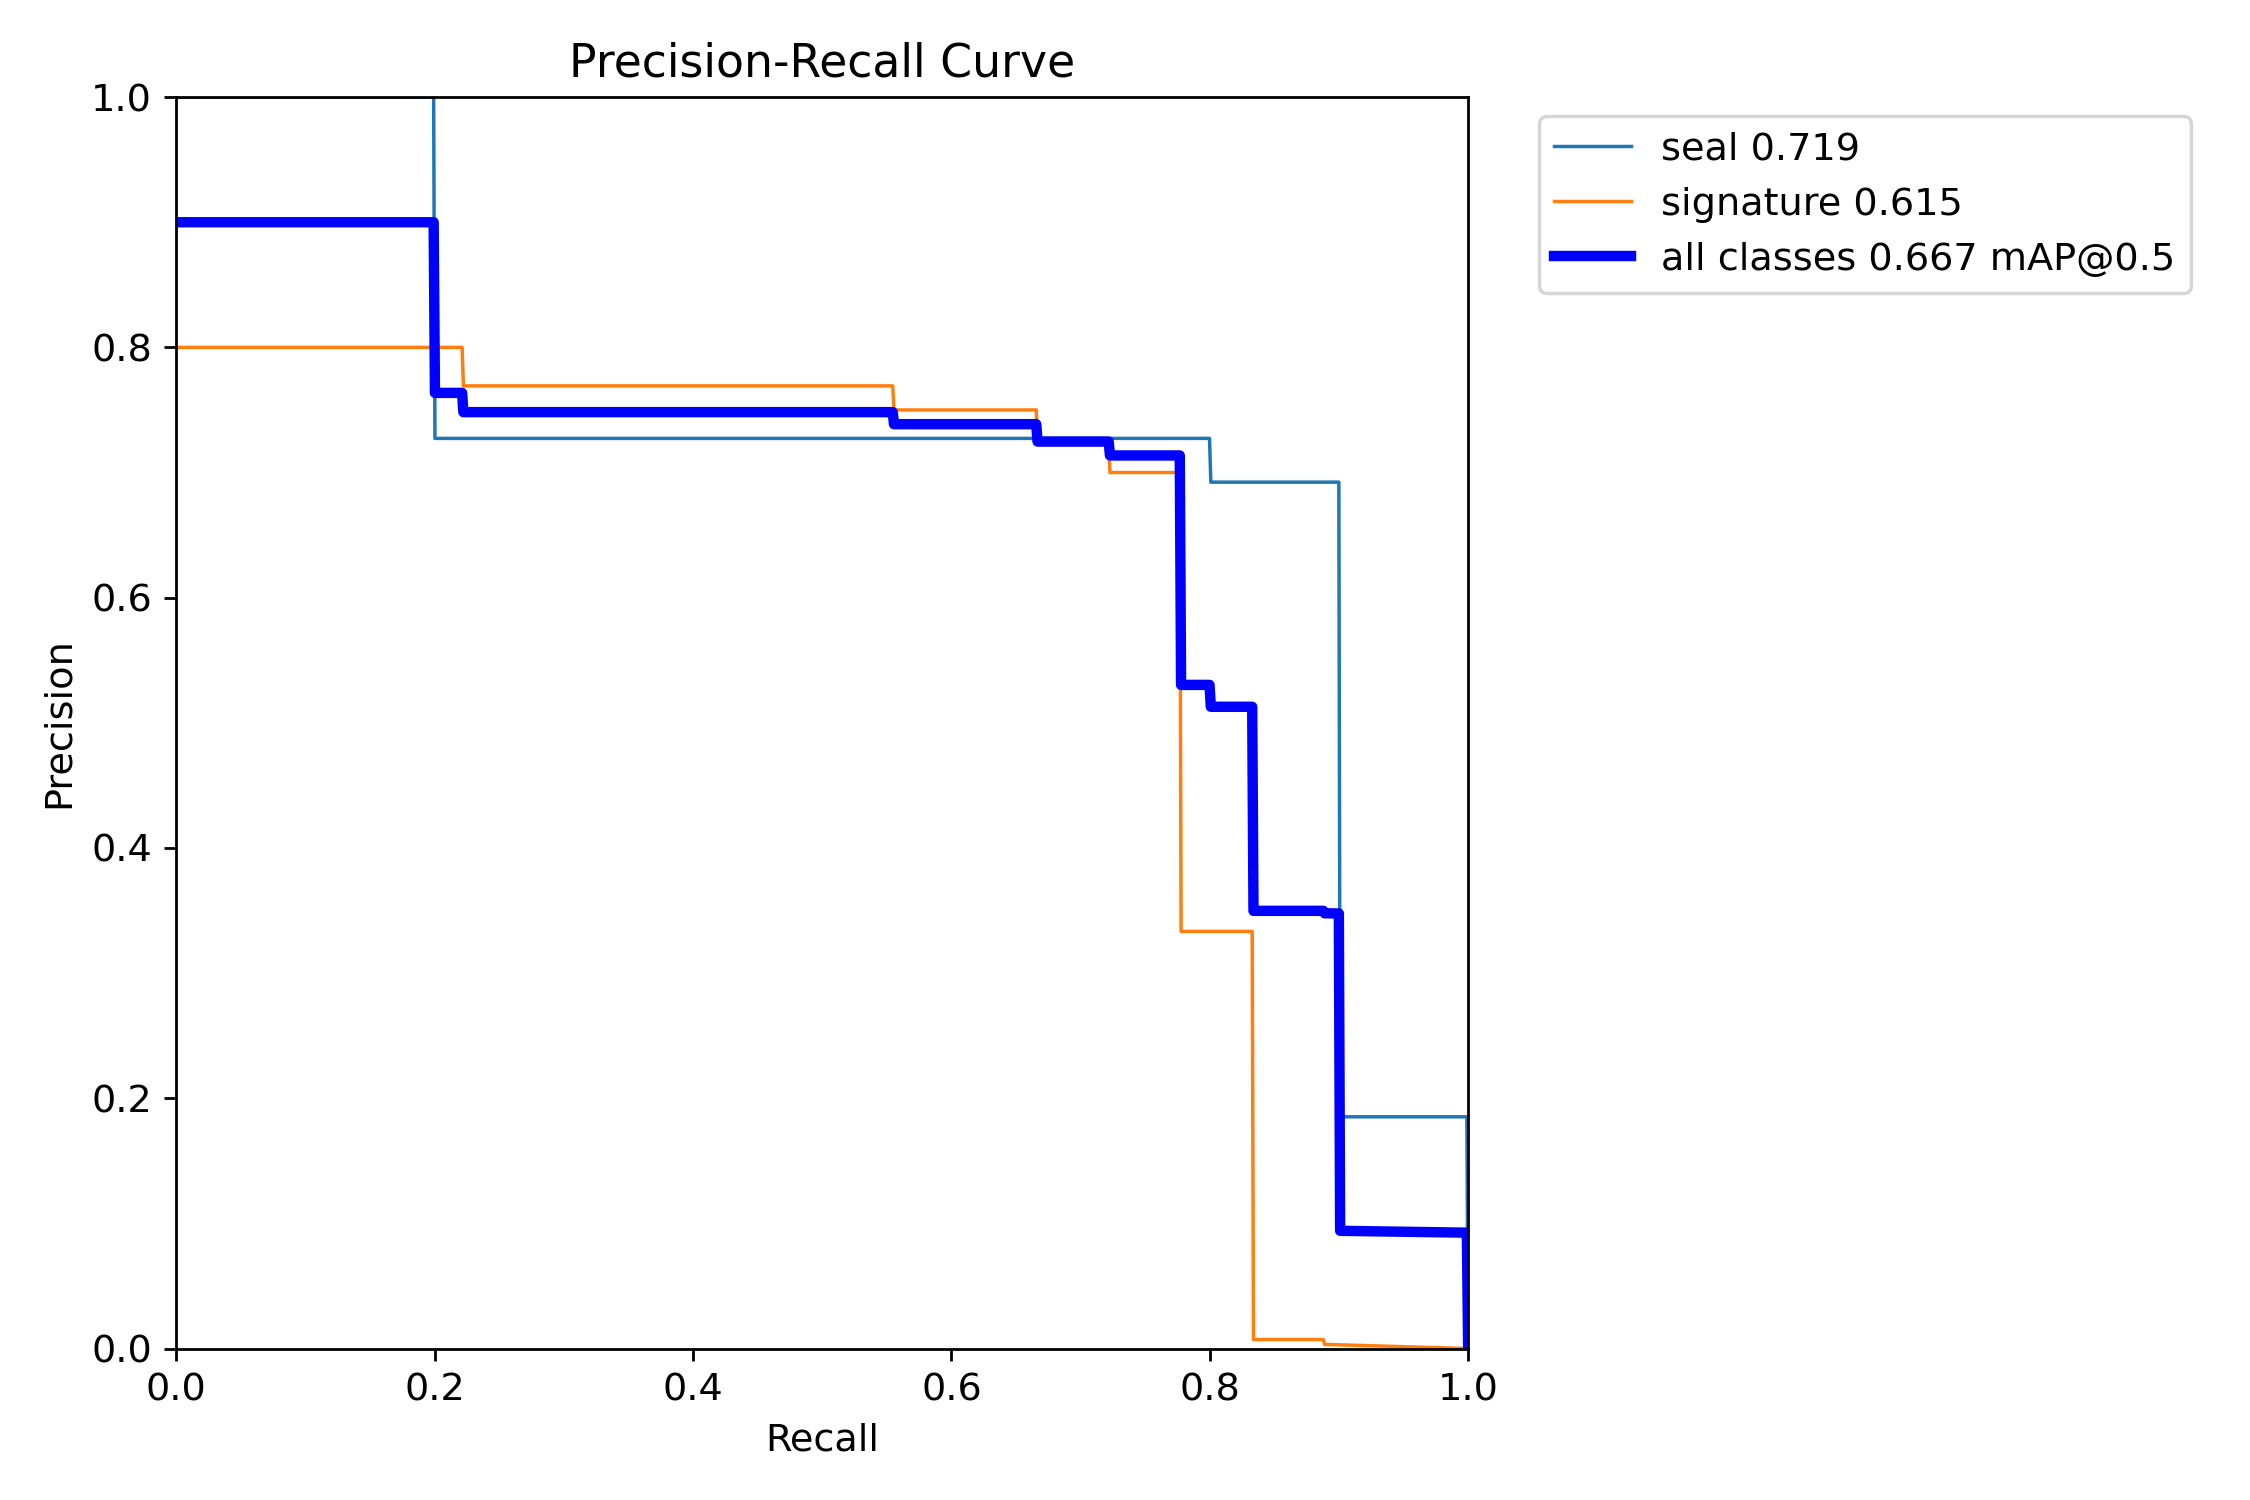 Precision-Recall Curve
1.0
0.8
0.6
0.4
0.2
0.0
Precision
0.0 0.2 0.4 0.6 0.8 1.0
Recall
seal 0.719
signature 0.615
all classes 0.667 mAP@0.5